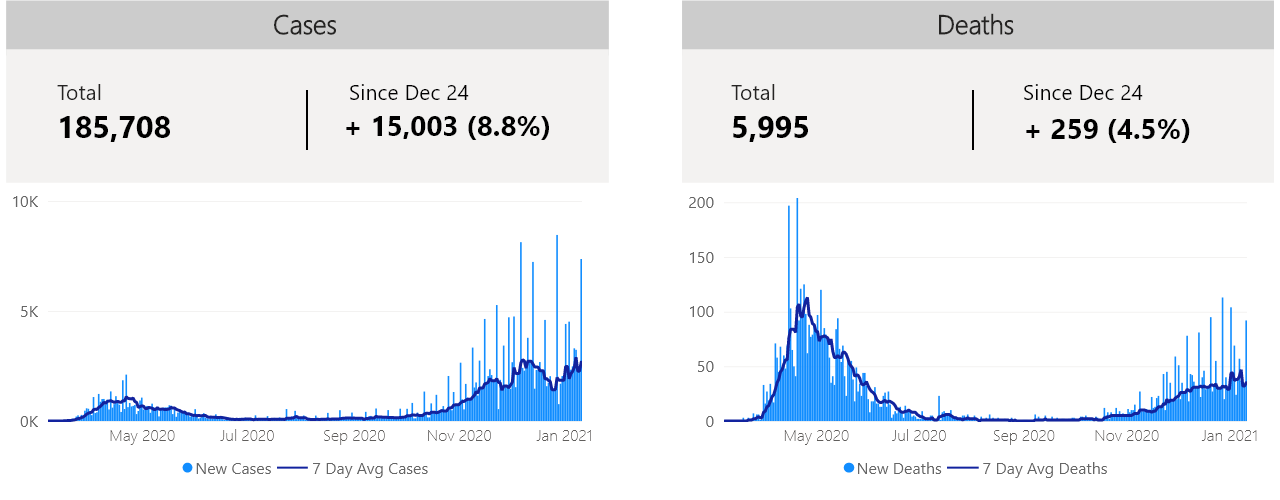 Cases
Total
Since Dec 24
185,708
+ 15,003 (8.8%)
10K
5K
0K
May 2020
Jul 2020
Sep 2020
Nov 2020
Jan 2021
New Cases
7 Day Avg Cases
Deaths
Total
Since Dec 24
5,995
+ 259 (4.5%)
200
150
100
50
0
May 2020
Jul 2020
Sep 2020
Nov 2020
Jan 2021
New Deaths
7 Day Avg Deaths